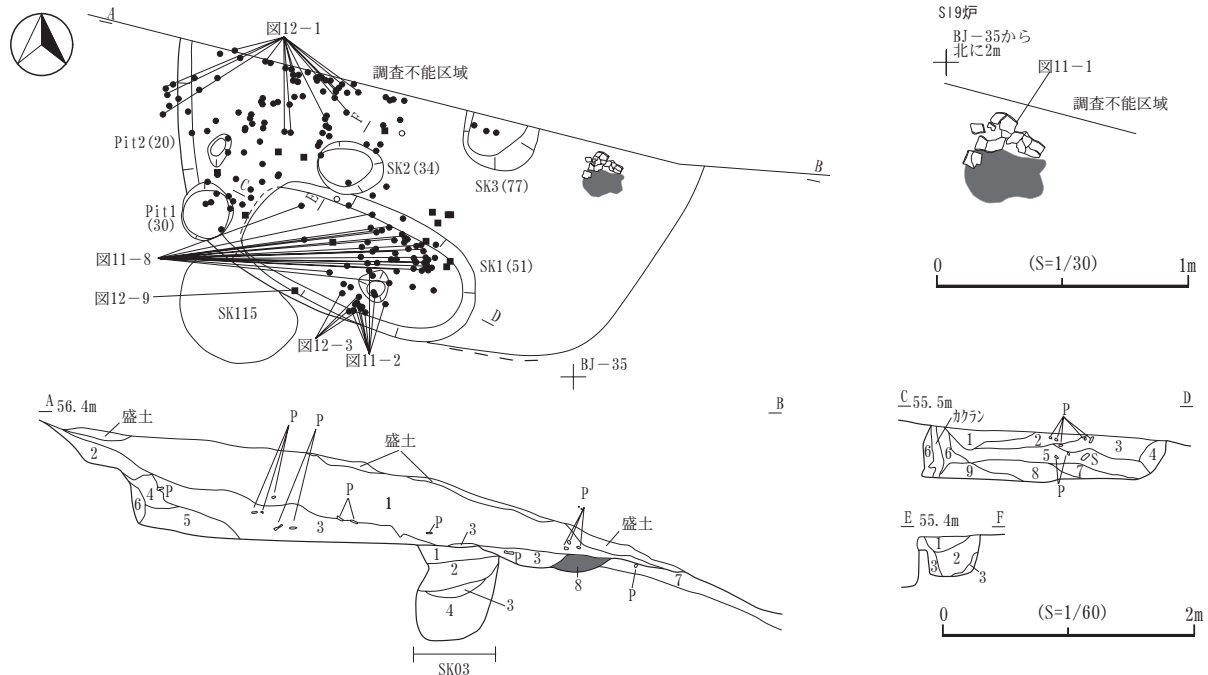 A
図12-1
調査不能区域
Pit2(20)
F
SK2(34)
SK3(77)
B
C
E
Pit1
(30)
図11-8
SK1(51)
図12-9
SK115
D
図12-3
図11-2
BJ-35
SI9炉
BJ-35から
北に2m
図11-1
調査不能区域
0 (S=1/30) 1m
A 56.4m
盛土
P P
盛土
B
2
4 P
6
5
P
3
1
P
3
P
3
P
盛土
8
P
7
1
2
3
4
SK03
C 55.5m
カクラン
P
D
6 6 1 2 3 4
5 S
7 9 8 7
P
E 55.4m F
1
2
3
3
0 (S=1/60) 2m